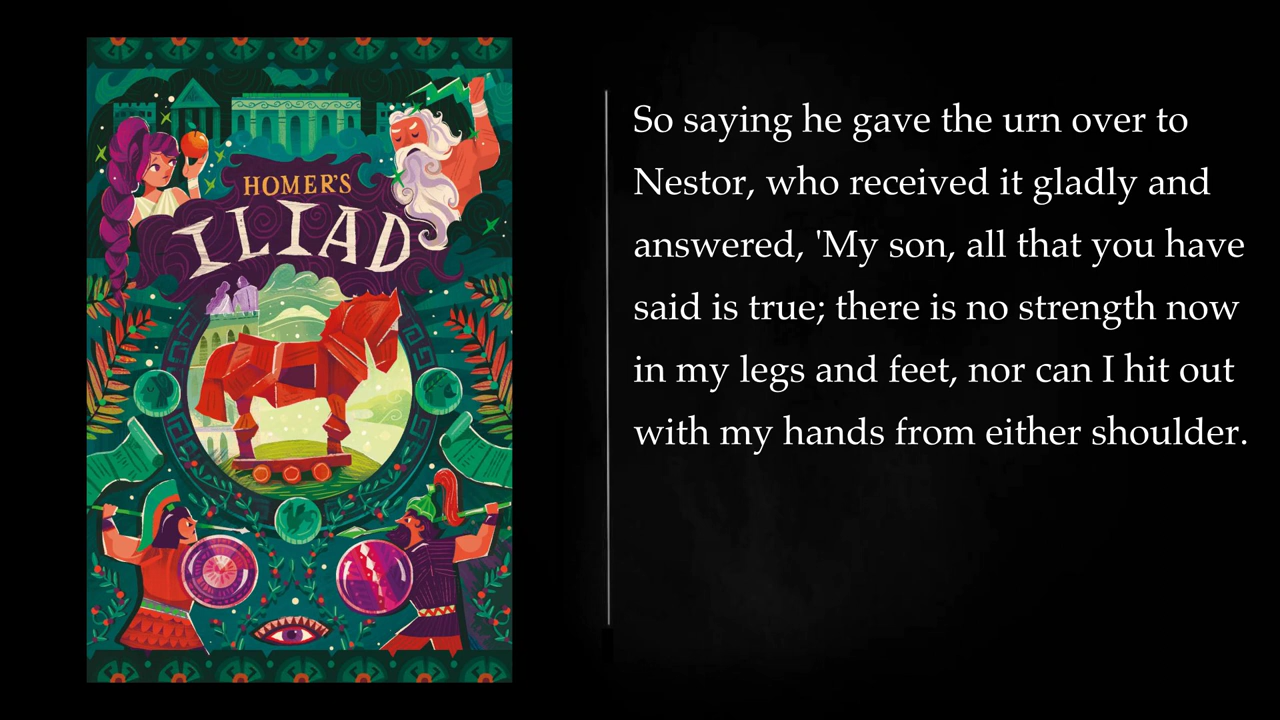 HOMER'S
ILIAD
So saying he gave the urn over to
Nestor, who received it gladly and
answered, 'My son, all that you have
said is true; there is no strength now
in my legs and feet, nor can I hit out
with my hands from either shoulder.